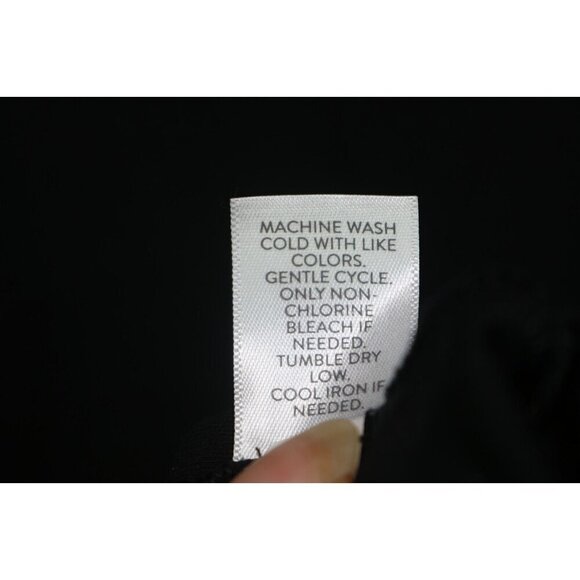 MACHINE WASH
COLD WITH LIKE
COLORS.
GENTLE CYCLE.
ONLY NON-
CHLORINE
BLEACH IF
NEEDED.
TUMBLE DRY
LOW.
COOL IRON IF
NEEDED.